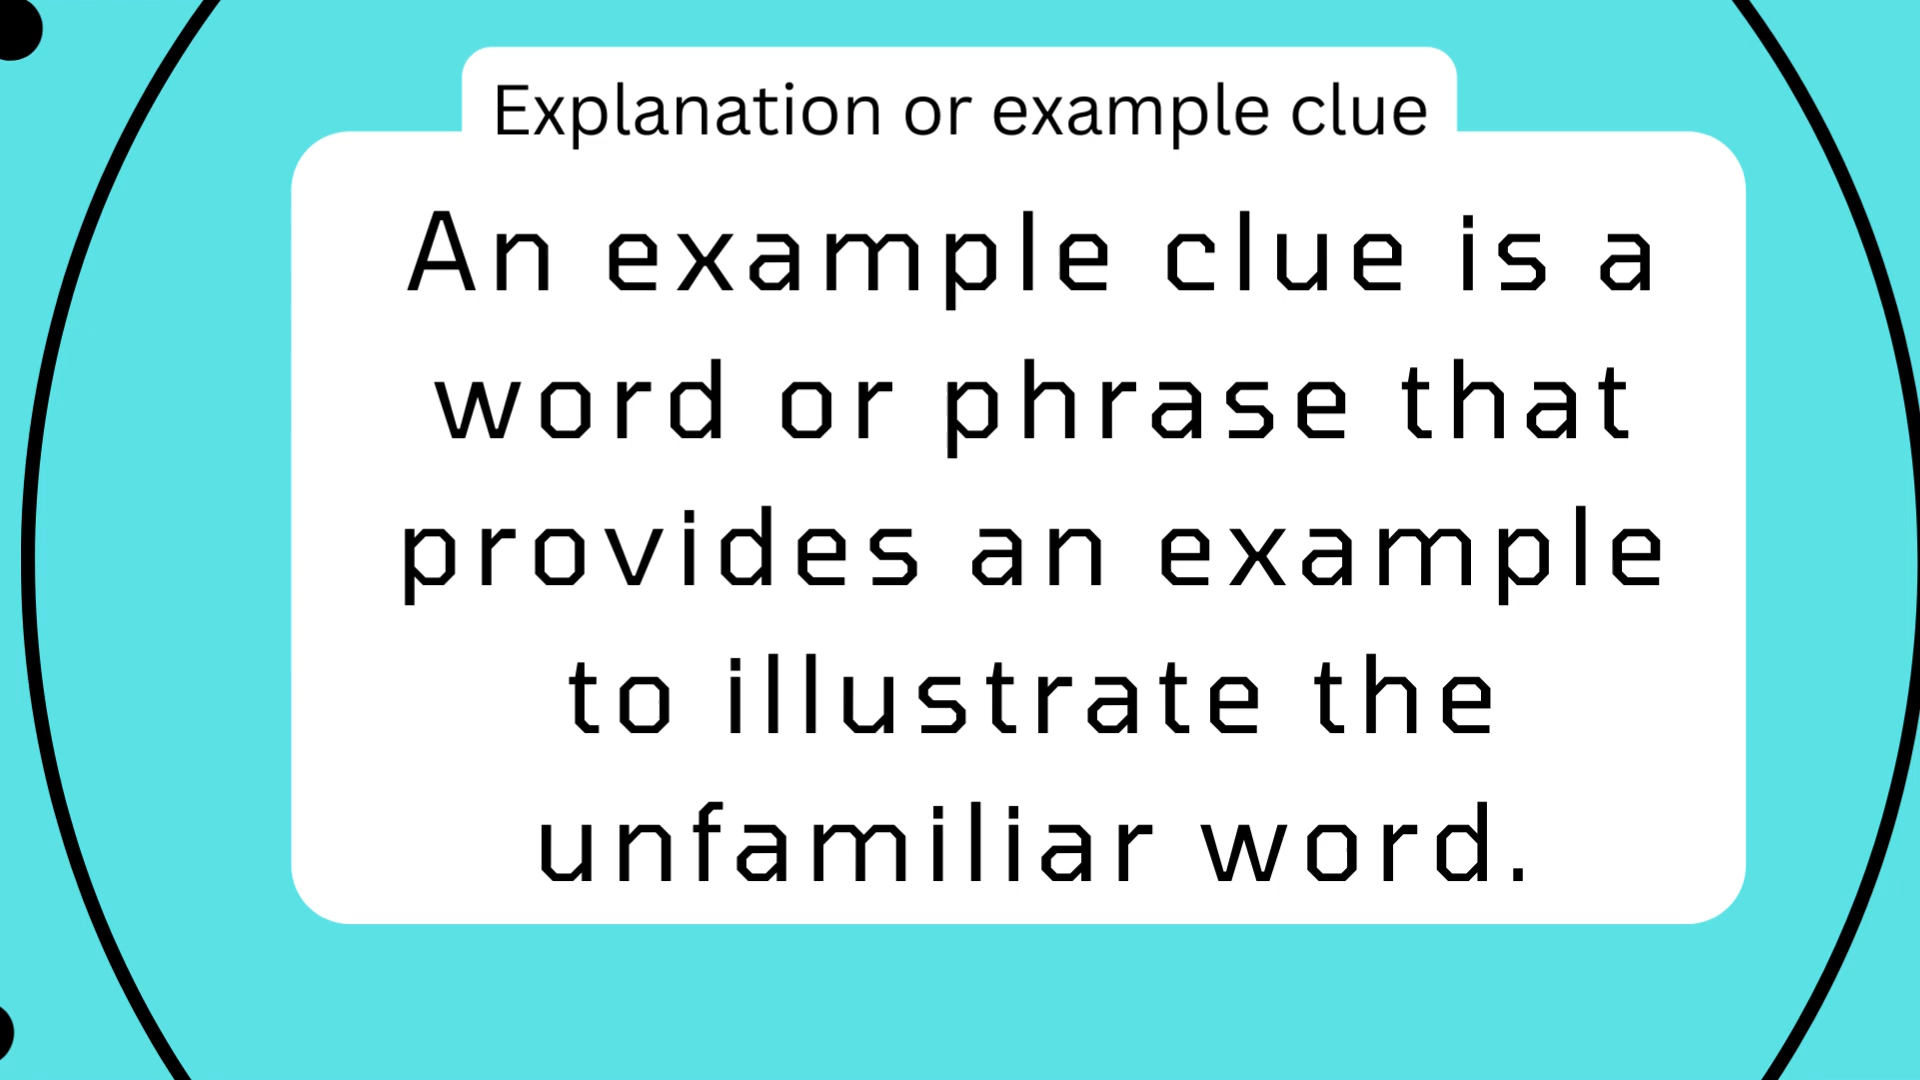 Explanation or example clue
An example clue is a
word or phrase that
provides an example
to illustrate the
unfamiliar word.